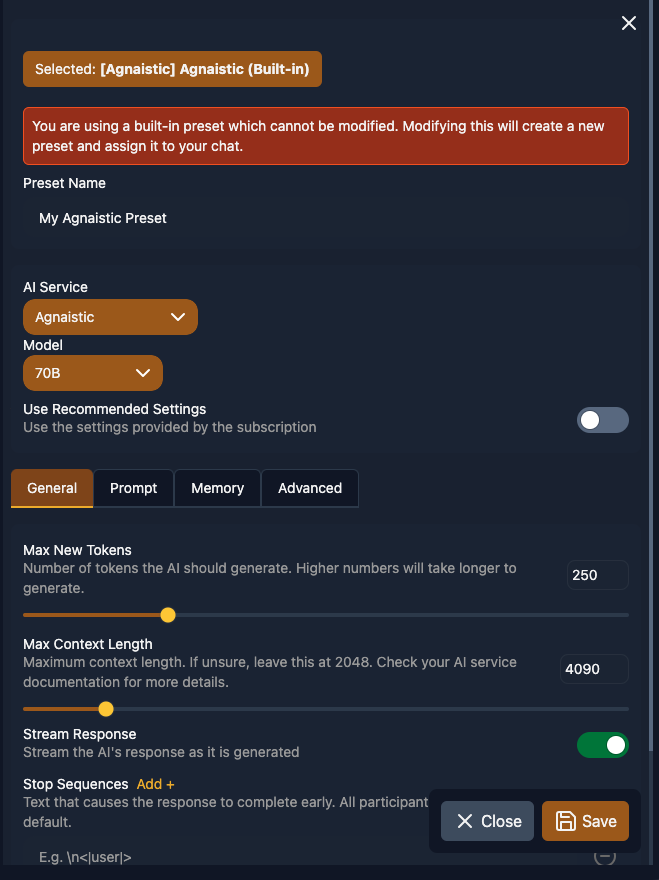 Selected: [Agnaistic] Agnaistic (Built-in)
You are using a built-in preset which cannot be modified. Modifying this will create a new
preset and assign it to your chat.
Preset Name
My Agnaistic Preset
AI Service
Agnaistic
Model
70B
Use Recommended Settings
Use the settings provided by the subscription
General Prompt Memory Advanced
Max New Tokens
Number of tokens the AI should generate. Higher numbers will take longer to
generate.
250
Max Context Length
Maximum context length. If unsure, leave this at 2048. Check your AI service
documentation for more details.
4090
Stream Response
Stream the AI's response as it is generated
Stop Sequences Add +
Text that causes the response to complete early. All participant
default.
Close Save
E.g. \n<|user|>